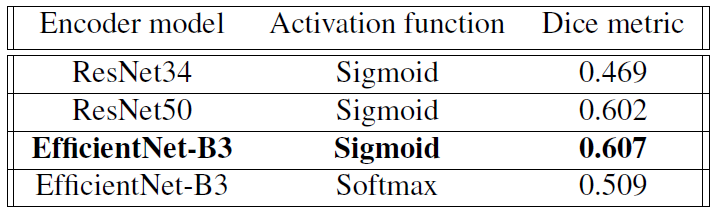 Encoder model Activation function Dice metric
ResNet34 Sigmoid 0.469
ResNet50 Sigmoid 0.602
EfficientNet-B3 Sigmoid 0.607
EfficientNet-B3 Softmax 0.509